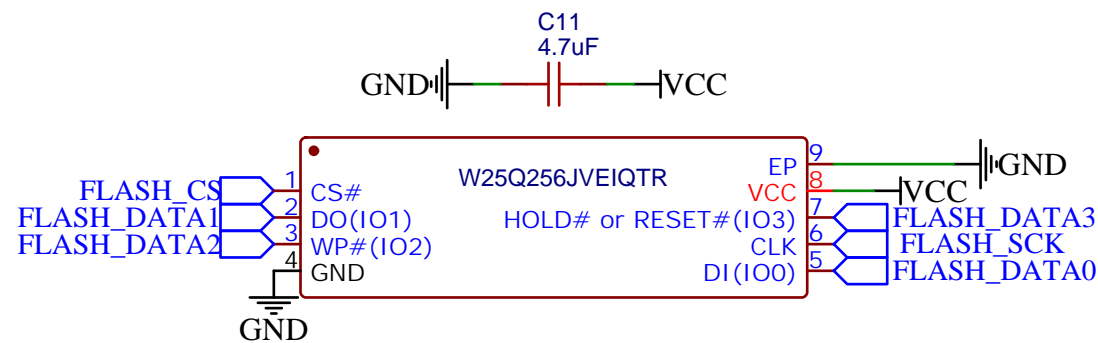 C11
4.7uF
GND VCC
W25Q256JVEIQTR
EP 9 GND
FLASH_CS 1 CS# VCC 8 VCC
FLASH_DATA1 2 DO(IO1) HOLD# or RESET#(IO3) 7 FLASH_DATA3
FLASH_DATA2 3 WP#(IO2) CLK 6 FLASH_SCK
4 GND DI(IO0) 5 FLASH_DATA0
GND